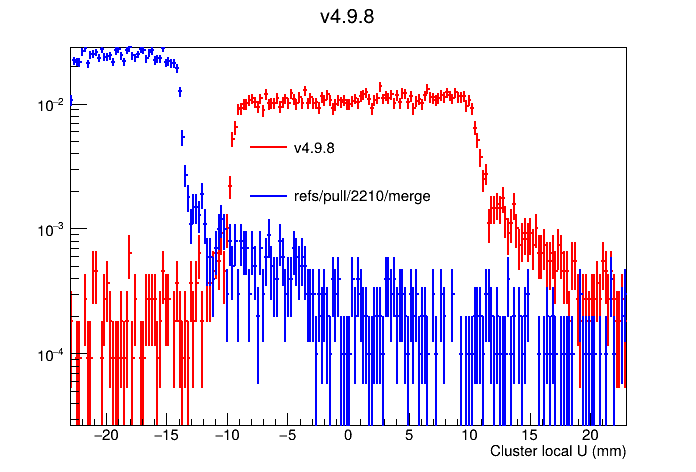 v4.9.8
10⁻²
v4.9.8
refs/pull/2210/merge
10⁻³
10⁻⁴
−20 −15 −10 −5 0 5 10 15 20
Cluster local U (mm)